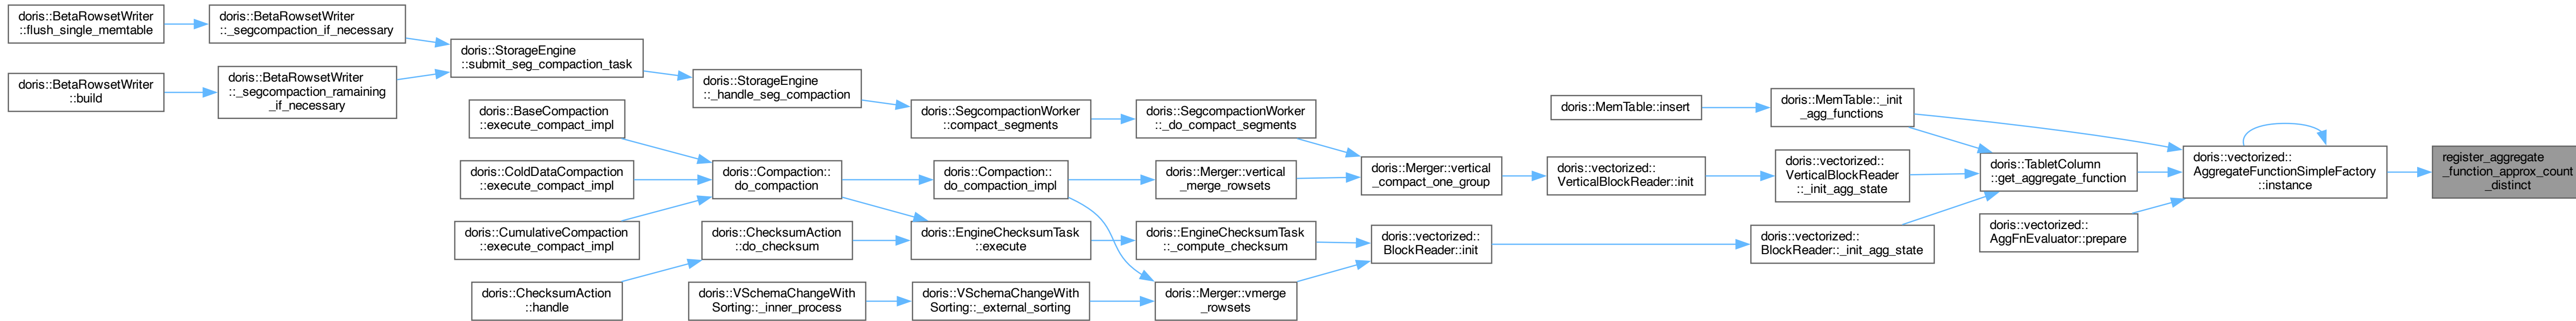 doris::BetaRowsetWriter
::flush_single_memtable
doris::BetaRowsetWriter
::build
doris::BetaRowsetWriter
::_segcompaction_if_necessary
doris::BetaRowsetWriter
::_segcompaction_ramaining
_if_necessary
doris::StorageEngine
::submit_seg_compaction_task
doris::StorageEngine
::_handle_seg_compaction
doris::BaseCompaction
::execute_compact_impl
doris::ColdDataCompaction
::execute_compact_impl
doris::CumulativeCompaction
::execute_compact_impl
doris::ChecksumAction
::handle
doris::Compaction::
do_compaction
doris::ChecksumAction
::do_checksum
doris::VSchemaChangeWith
Sorting::_inner_process
doris::SegcompactionWorker
::compact_segments
doris::Compaction::
do_compaction_impl
doris::EngineChecksumTask
::execute
doris::VSchemaChangeWith
Sorting::_external_sorting
doris::SegcompactionWorker
::_do_compact_segments
doris::Merger::vertical
_merge_rowsets
doris::EngineChecksumTask
::_compute_checksum
doris::Merger::vmerge
_rowsets
doris::Merger::vertical
_compact_one_group
doris::vectorized::
BlockReader::init
doris::MemTable::insert
doris::vectorized::
VerticalBlockReader::init
doris::MemTable::_init
_agg_functions
doris::vectorized::
VerticalBlockReader
::_init_agg_state
doris::vectorized::
BlockReader::_init_agg_state
doris::TabletColumn
::get_aggregate_function
doris::vectorized::
AggFnEvaluator::prepare
doris::vectorized::
AggregateFunctionSimpleFactory
::instance
register_aggregate
_function_approx_count
_distinct